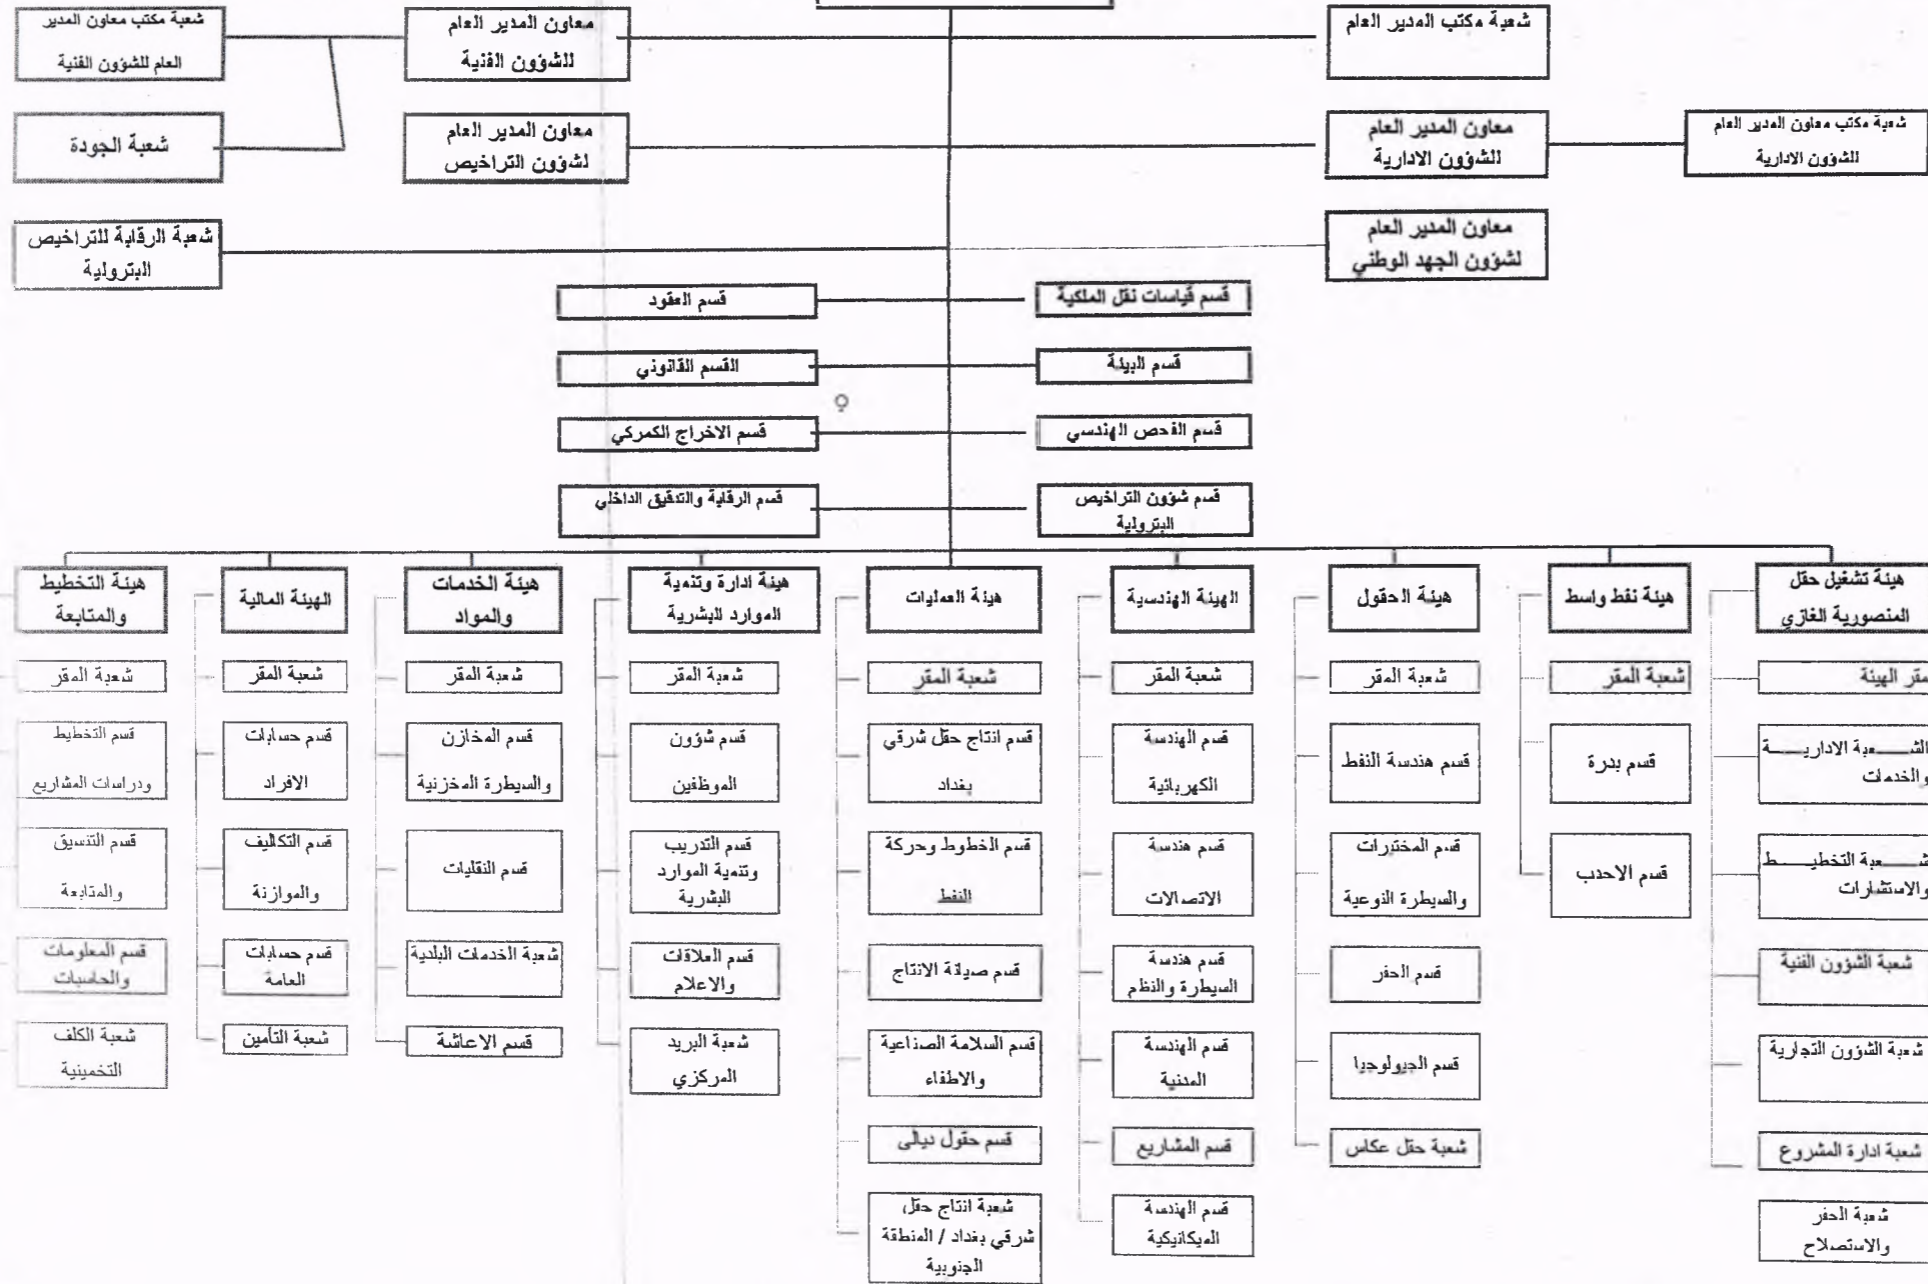 شعبة مكتب المدير العام
معاون المدير العام
للشؤون الفنية
شعبة مكتب معاون المدير
العام للشؤون الفنية
شعبة مكتب معاون المدير العام
للشؤون الادارية
معاون المدير العام
للشؤون الادارية
معاون المدير العام
لشؤون التراخيص
شعبة الجودة
معاون المدير العام
لشؤون الجهد الوطني
شعبة الرقابة للتراخيص
البترولية
قسم قياسات نقل الملكية
قسم العقود
قسم البيئة
القسم القانوني
قسم الفحص الهندسي
قسم الاخراج الكمركي
قسم شؤون التراخيص
البترولية
قسم الرقابة والتدقيق الداخلي
هيئة تشغيل حقل
المنصورية الغازي
مقر الهيئة
الشـــــعبة الاداريـــــة
والخدمات
شـــــعبة التخطيـــــط
والاستشارات
شعبة الشؤون الفنية
شعبة الشؤون التجارية
شعبة ادارة المشروع
شعبة الحفر
والاستصلاح
هيئة نفط واسط
شعبة المقر
قسم بدرة
قسم الاحدب
هيئة الحقول
شعبة المقر
قسم هندسة النفط
قسم المختبرات
والسيطرة النوعية
قسم الحفر
قسم الجيولوجيا
شعبة حقل عكاس
الهيئة الهندسية
شعبة المقر
قسم الهندسة
الكهربائية
قسم هندسة
الاتصالات
قسم هندسة
السيطرة والنظم
قسم الهندسة
المدنية
قسم المشاريع
قسم الهندسة
الميكانيكية
هيئة العمليات
شعبة المقر
قسم انتاج حقل شرقي
بغداد
قسم الخطوط وحركة
النفط
قسم صيانة الانتاج
قسم السلامة الصناعية
والاطفاء
قسم حقول ديالى
شعبة انتاج حقل
شرقي بغداد / المنطقة
الجنوبية
هيئة ادارة وتنمية
الموارد البشرية
شعبة المقر
قسم شؤون
الموظفين
قسم التدريب
وتنمية الموارد
البشرية
قسم العلاقات
والاعلام
شعبة البريد
المركزي
هيئة الخدمات
والمواد
شعبة المقر
قسم المخازن
والسيطرة المخزنية
قسم النقليات
شعبة الخدمات البلدية
قسم الاعاشة
الهيئة المالية
شعبة المقر
قسم حسابات
الافراد
قسم التكاليف
والموازنة
قسم حسابات
العامة
شعبة التأمين
هيئة التخطيط
والمتابعة
شعبة المقر
قسم التخطيط
ودراسات المشاريع
قسم التنسيق
والمتابعة
قسم المعلومات
والحاسبات
شعبة الكلف
التخمينية